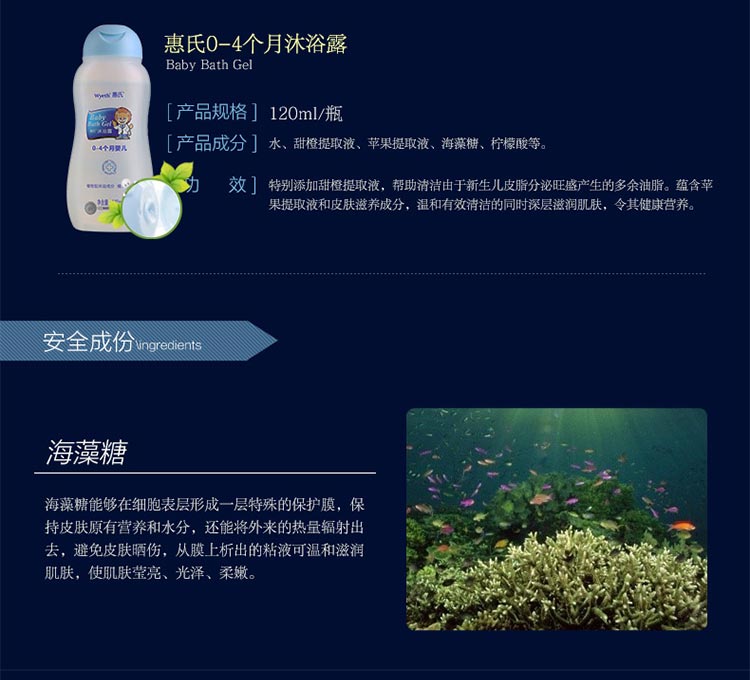 惠氏0-4个月沐浴露
Baby Bath Gel
Wyeth 惠氏
Baby
Bath Gel
沐浴露
0-4个月婴儿
[产品规格] 120ml/瓶
[产品成分] 水、甜橙提取液、苹果提取液、海藻糖、柠檬酸等。
功 效] 特别添加甜橙提取液，帮助清洁由于新生儿皮脂分泌旺盛产生的多余油脂。蕴含苹
果提取液和皮肤滋养成分，温和有效清洁的同时深层滋润肌肤，令其健康营养。
安全成份\ingredients
海藻糖
海藻糖能够在细胞表层形成一层特殊的保护膜，保
持皮肤原有营养和水分，还能将外来的热量辐射出
去，避免皮肤晒伤，从膜上析出的粘液可温和滋润
肌肤，使肌肤莹亮、光泽、柔嫩。